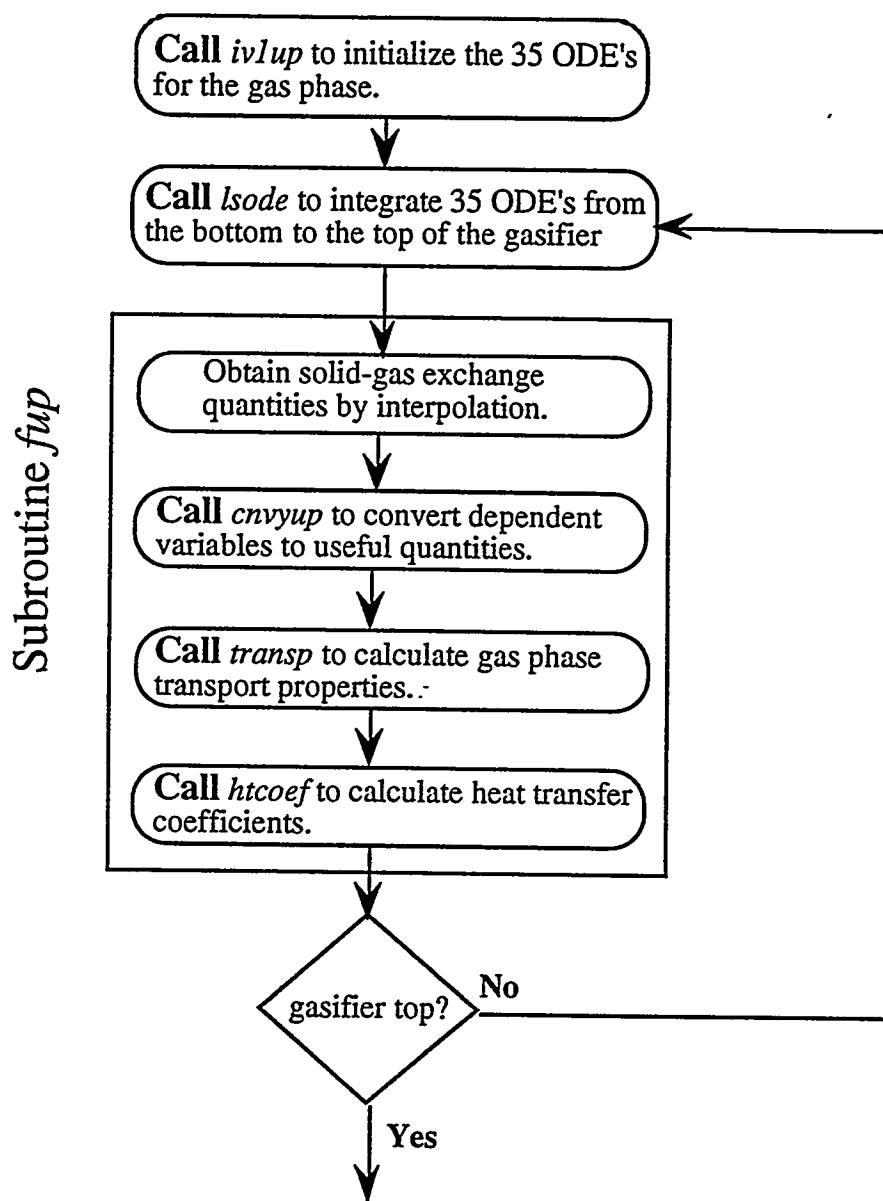 Call iv1up to initialize the 35 ODE's
for the gas phase.
Call lsode to integrate 35 ODE's from
the bottom to the top of the gasifier
Subroutine fup
Obtain solid-gas exchange
quantities by interpolation.
Call cnvyup to convert dependent
variables to useful quantities.
Call transp to calculate gas phase
transport properties..-
Call htcoef to calculate heat transfer
coefficients.
gasifier top?
No
Yes